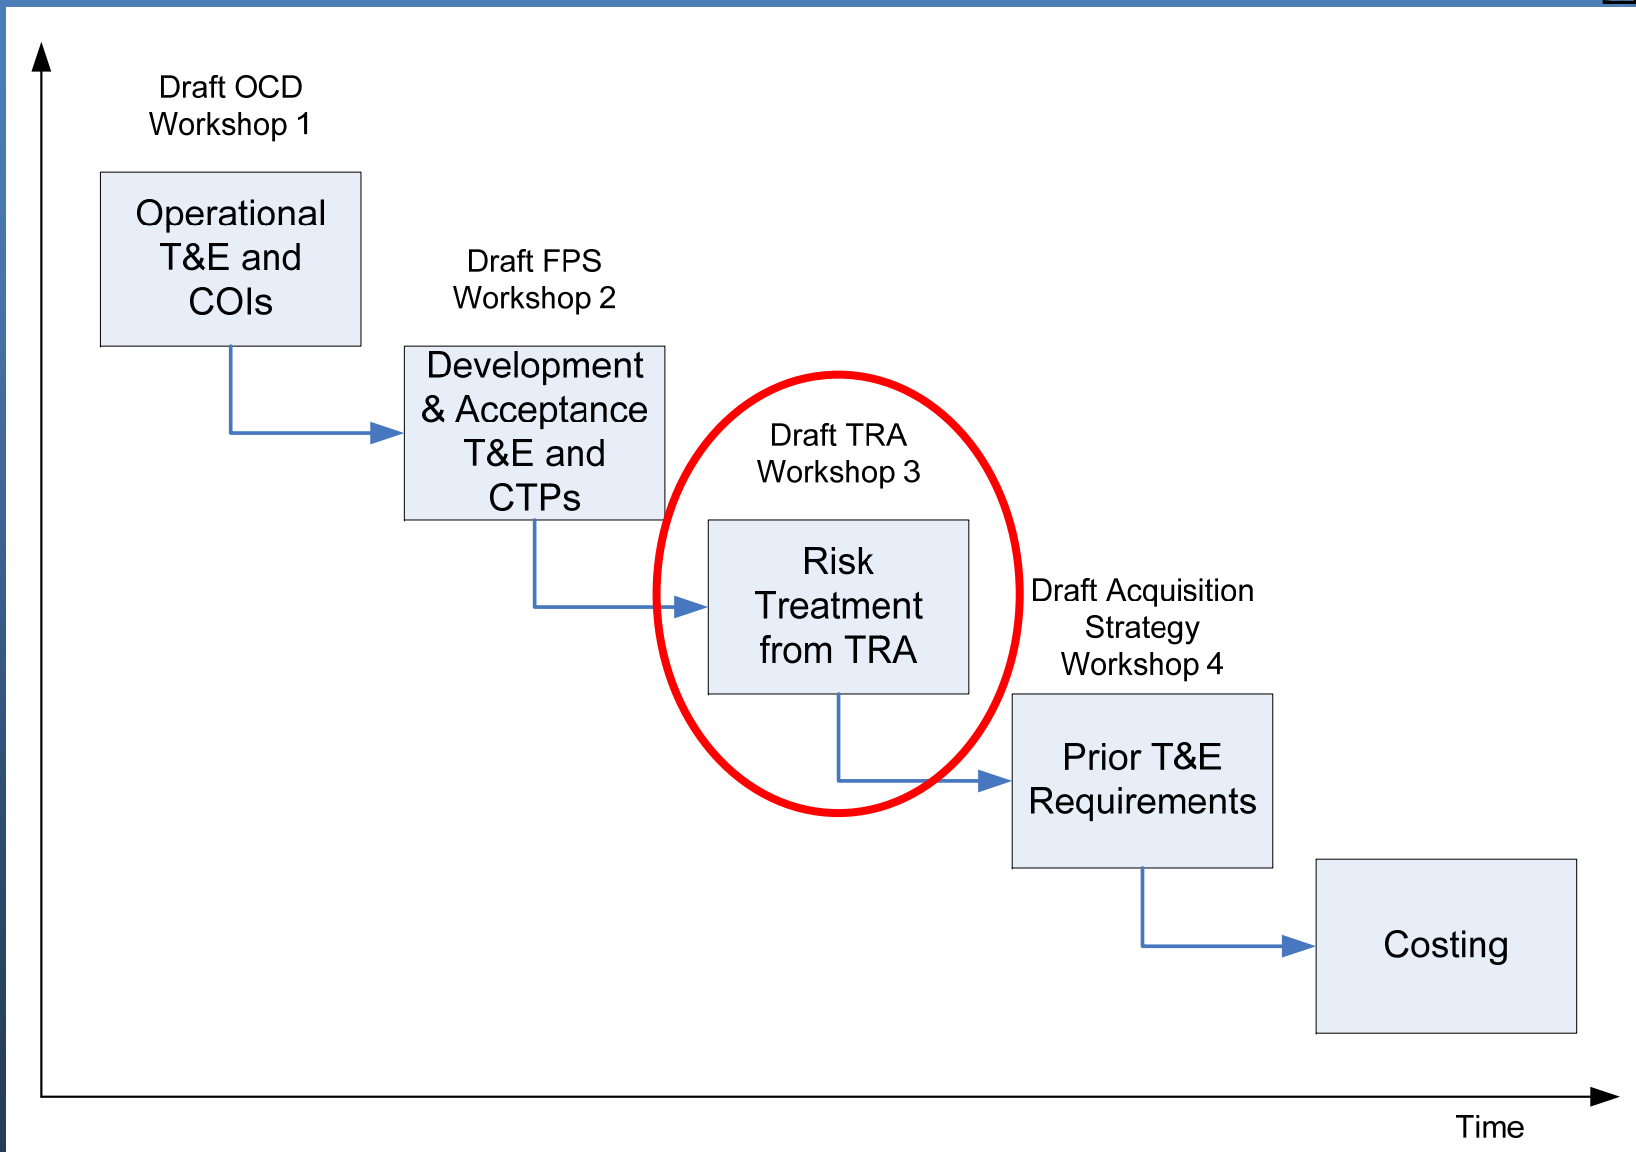 Draft OCD
Workshop 1
Operational
T&E and
COIs
Draft FPS
Workshop 2
Development
& Acceptance
T&E and
CTPs
Draft TRA
Workshop 3
Risk
Treatment
from TRA
Draft Acquisition
Strategy
Workshop 4
Prior T&E
Requirements
Costing
Time